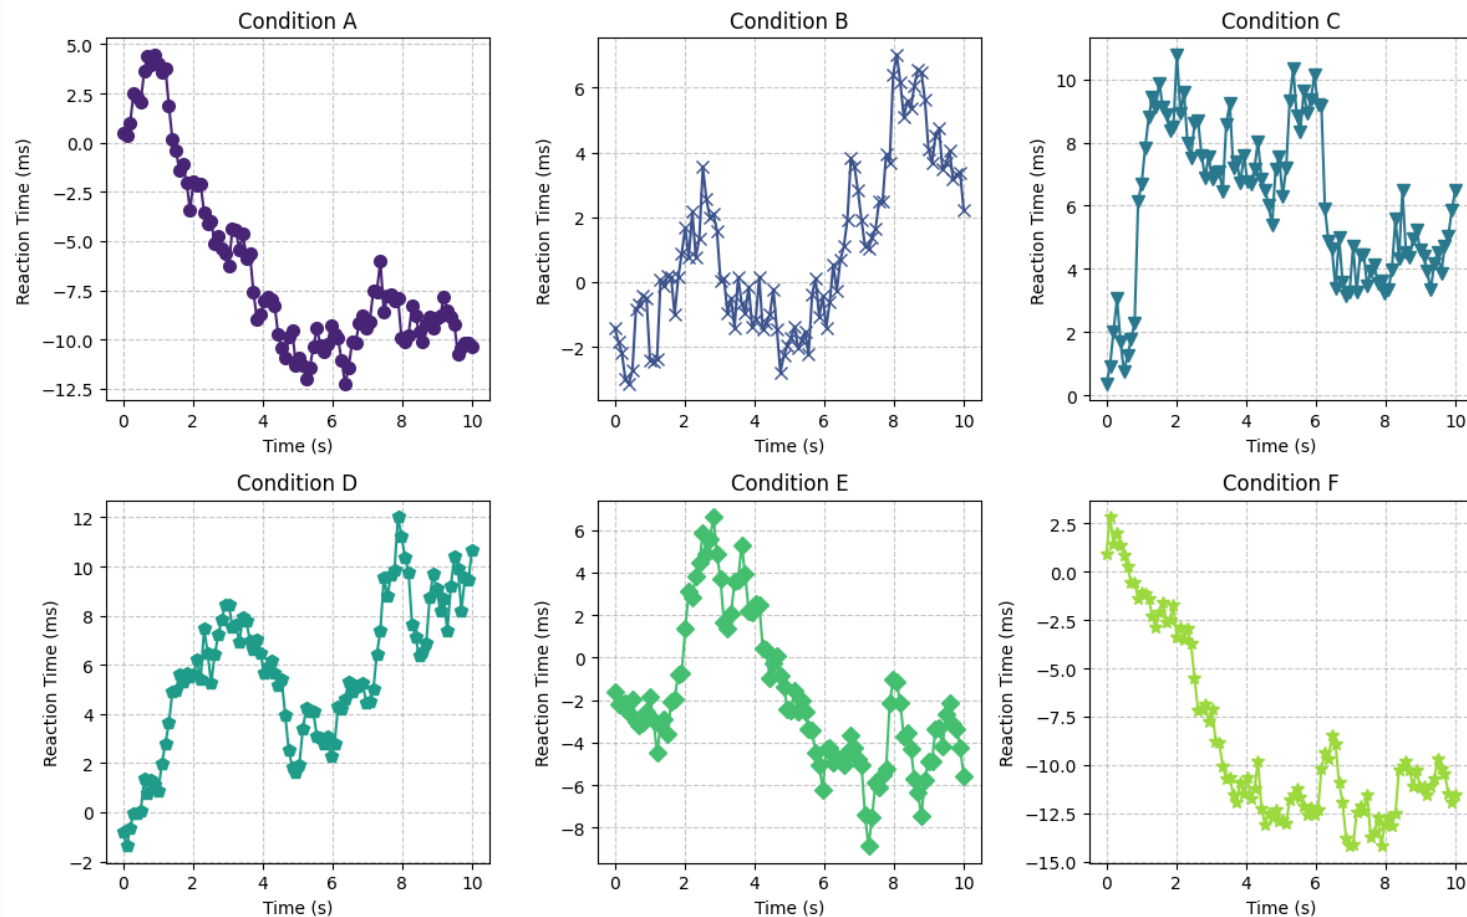 Condition A
5.0
2.5
0.0
−2.5
−5.0
−7.5
−10.0
−12.5
Reaction Time (ms)
0 2 4 6 8 10
Time (s)
Condition B
6
4
2
0
−2
Reaction Time (ms)
0 2 4 6 8 10
Time (s)
Condition C
10
8
6
4
2
0
Reaction Time (ms)
0 2 4 6 8 10
Time (s)
Condition D
12
10
8
6
4
2
0
−2
Reaction Time (ms)
0 2 4 6 8 10
Time (s)
Condition E
6
4
2
0
−2
−4
−6
−8
Reaction Time (ms)
0 2 4 6 8 10
Time (s)
Condition F
2.5
0.0
−2.5
−5.0
−7.5
−10.0
−12.5
−15.0
Reaction Time (ms)
0 2 4 6 8 10
Time (s)